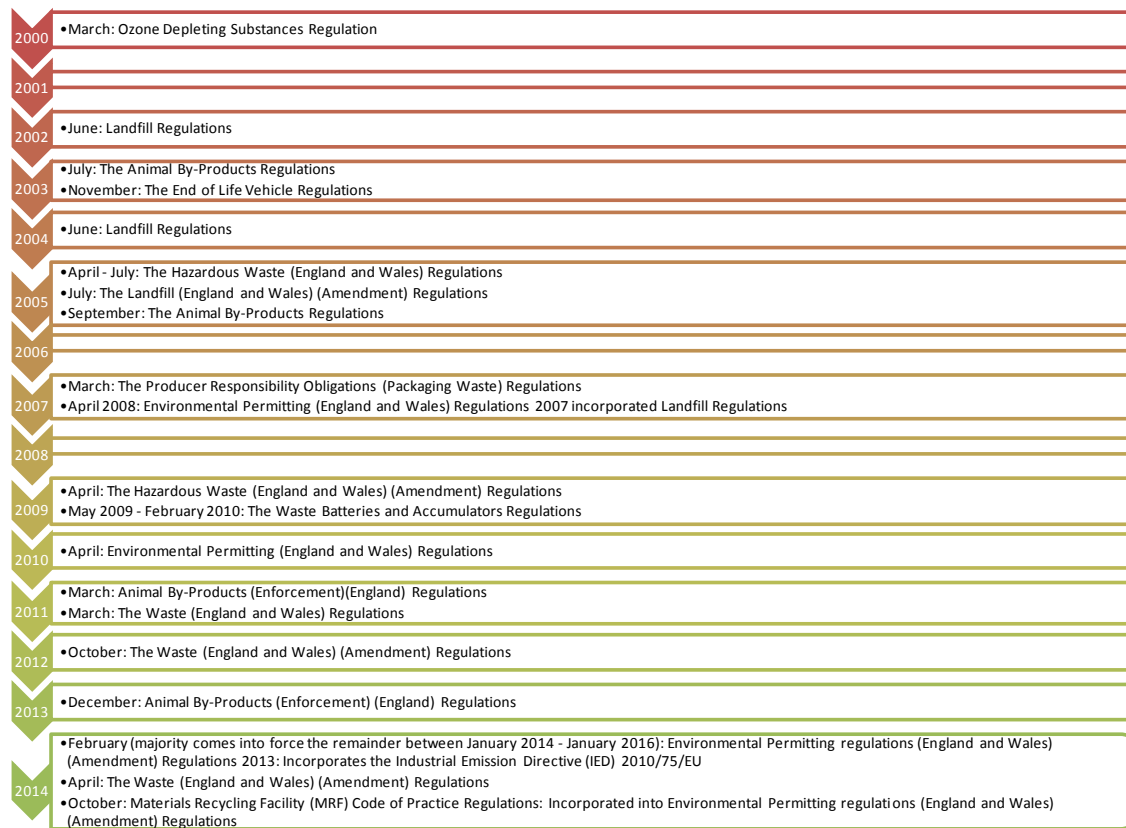 2000
•March: Ozone Depleting Substances Regulation
2001
2002
•June: Landfill Regulations
2003
•July: The Animal By-Products Regulations
•November: The End of Life Vehicle Regulations
2004
•June: Landfill Regulations
2005
•April - July: The Hazardous Waste (England and Wales) Regulations
•July: The Landfill (England and Wales) (Amendment) Regulations
•September: The Animal By-Products Regulations
2006
2007
•March: The Producer Responsibility Obligations (Packaging Waste) Regulations
•April 2008: Environmental Permitting (England and Wales) Regulations 2007 incorporated Landfill Regulations
2008
2009
•April: The Hazardous Waste (England and Wales) (Amendment) Regulations
•May 2009 - February 2010: The Waste Batteries and Accumulators Regulations
2010
•April: Environmental Permitting (England and Wales) Regulations
2011
•March: Animal By-Products (Enforcement)(England) Regulations
•March: The Waste (England and Wales) Regulations
2012
•October: The Waste (England and Wales) (Amendment) Regulations
2013
•December: Animal By-Products (Enforcement) (England) Regulations
2014
•February (majority comes into force the remainder between January 2014 - January 2016): Environmental Permitting regulations (England and Wales)
(Amendment) Regulations 2013: Incorporates the Industrial Emission Directive (IED) 2010/75/EU
•April: The Waste (England and Wales) (Amendment) Regulations
•October: Materials Recycling Facility (MRF) Code of Practice Regulations: Incorporated into Environmental Permitting regulations (England and Wales)
(Amendment) Regulations